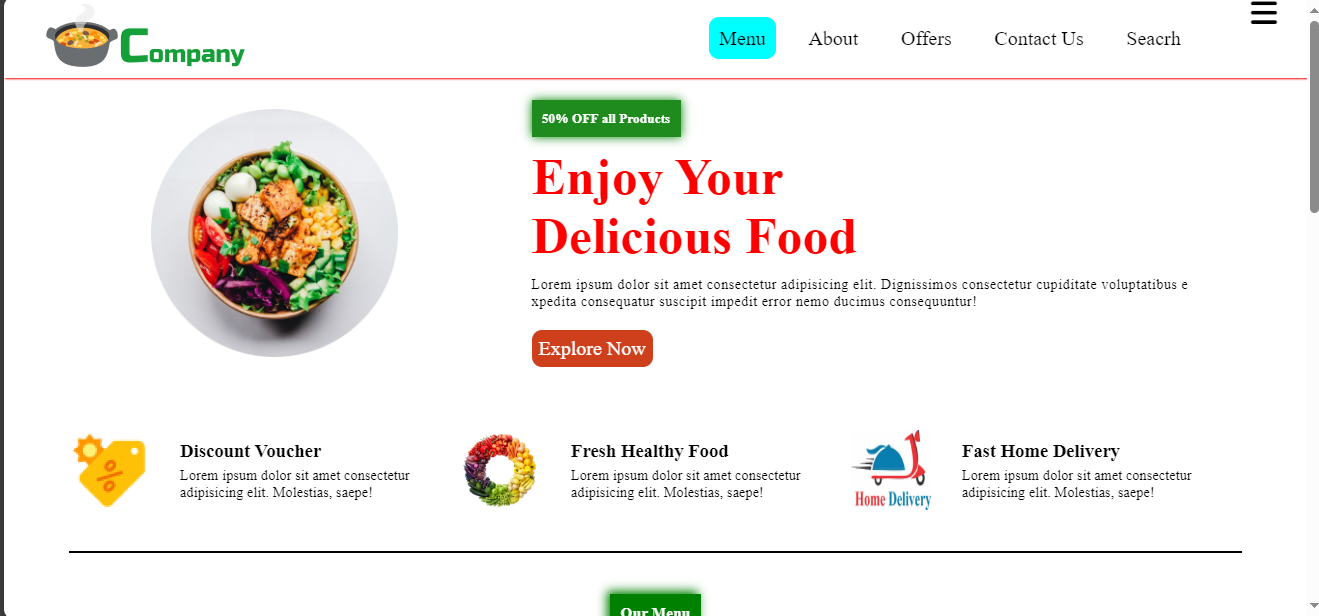 Company
Menu About Offers Contact Us Seacrh
50% OFF all Products
Enjoy Your
Delicious Food
Lorem ipsum dolor sit amet consectetur adipisicing elit. Dignissimos consectetur cupiditate voluptatibus e
xpedita consequatur suscipit impedit error nemo ducimus consequuntur!
Explore Now
Discount Voucher
Lorem ipsum dolor sit amet consectetur
adipisicing elit. Molestias, saepe!
Fresh Healthy Food
Lorem ipsum dolor sit amet consectetur
adipisicing elit. Molestias, saepe!
Home Delivery
Fast Home Delivery
Lorem ipsum dolor sit amet consectetur
adipisicing elit. Molestias, saepe!
Our Menu